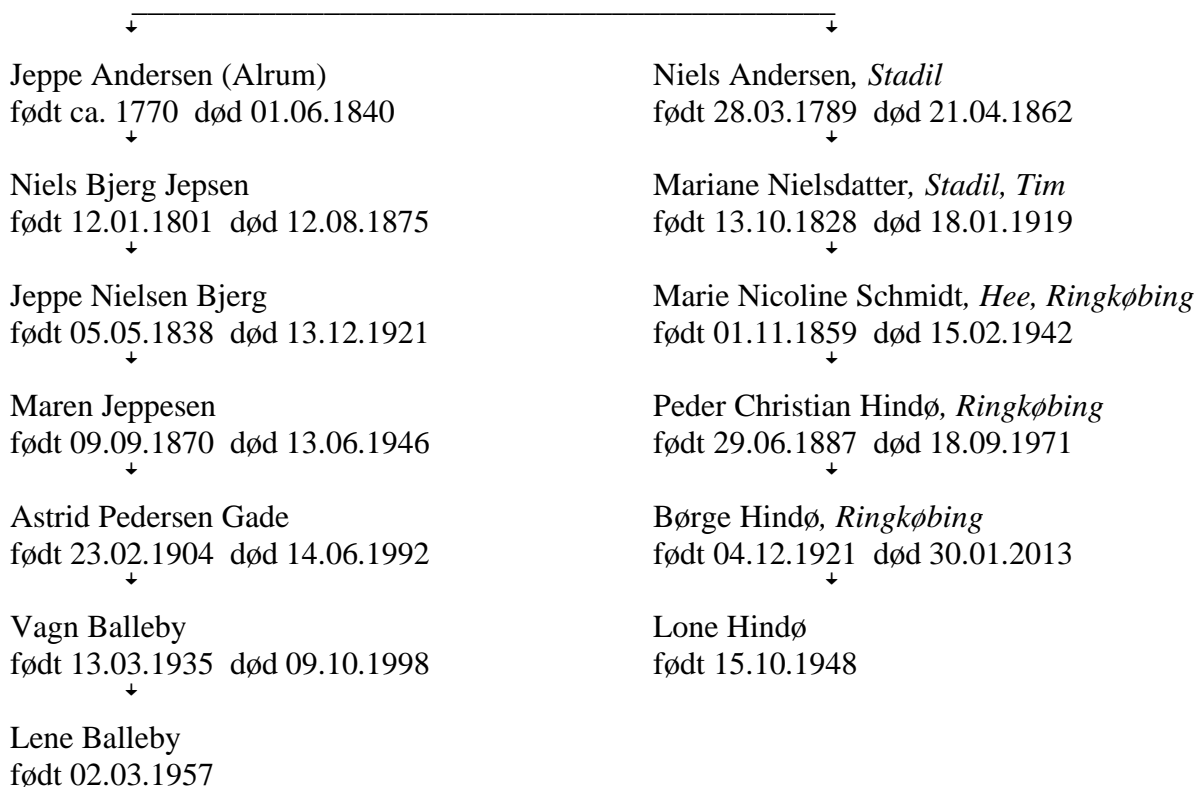 Jeppe Andersen (Alrum)
født ca. 1770 død 01.06.1840
Niels Bjerg Jepsen
født 12.01.1801 død 12.08.1875
Jeppe Nielsen Bjerg
født 05.05.1838 død 13.12.1921
Maren Jeppesen
født 09.09.1870 død 13.06.1946
Astrid Pedersen Gade
født 23.02.1904 død 14.06.1992
Vagn Balleby
født 13.03.1935 død 09.10.1998
Lene Balleby
født 02.03.1957
Niels Andersen, Stadil
født 28.03.1789 død 21.04.1862
Mariane Nielsdatter, Stadil, Tim
født 13.10.1828 død 18.01.1919
Marie Nicoline Schmidt, Hee, Ringkøbing
født 01.11.1859 død 15.02.1942
Peder Christian Hindø, Ringkøbing
født 29.06.1887 død 18.09.1971
Børge Hindø, Ringkøbing
født 04.12.1921 død 30.01.2013
Lone Hindø
født 15.10.1948